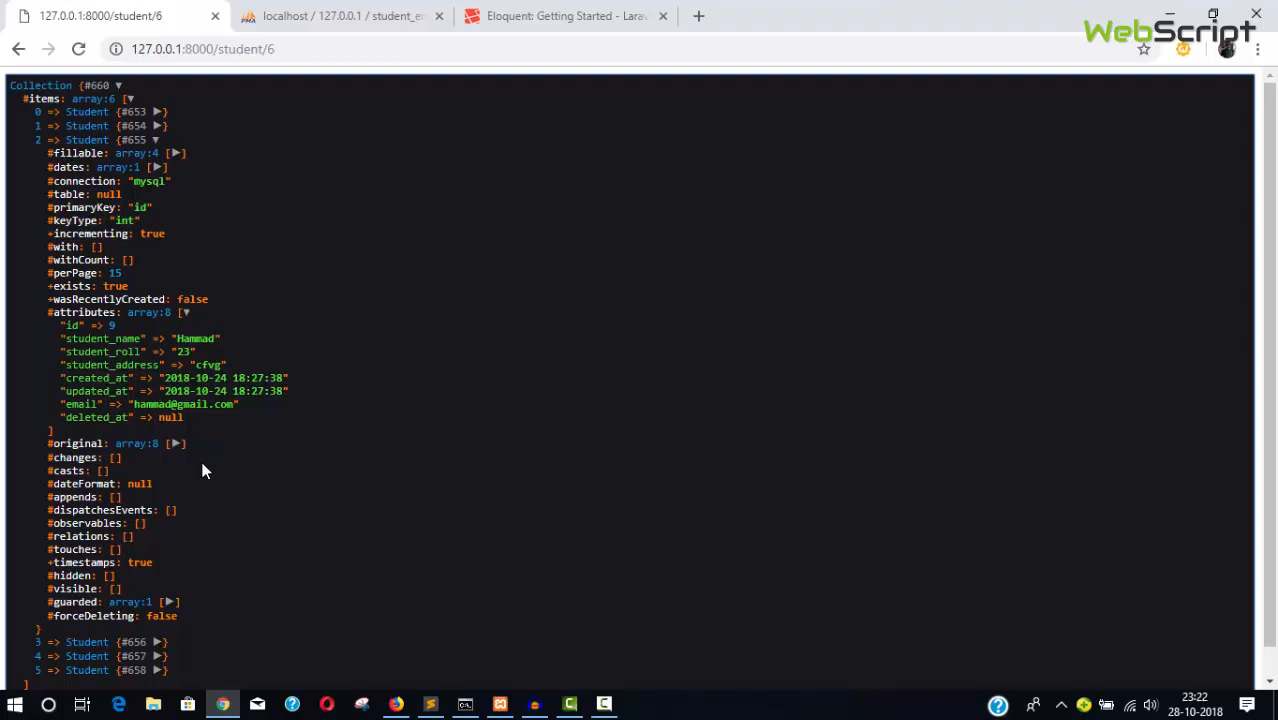 127.0.0.1:8000/student/6
localhost / 127.0.0.1 / student_en
Eloquent: Getting Started - Larav
WebScript
127.0.0.1:8000/student/6
Collection {#660 ▼
#items: array:6 [▼
0 => Student {#653 ▶}
1 => Student {#654 ▶}
2 => Student {#655 ▼
#fillable: array:4 [▶]
#dates: array:1 [▶]
#connection: "mysql"
#table: null
#primaryKey: "id"
#keyType: "int"
+incrementing: true
#with: []
#withCount: []
#perPage: 15
+exists: true
+wasRecentlyCreated: false
#attributes: array:8 [▼
"id" => 9
"student_name" => "Hammad"
"student_roll" => "23"
"student_address" => "cfvg"
"created_at" => "2018-10-24 18:27:38"
"updated_at" => "2018-10-24 18:27:38"
"email" => "hammad@gmail.com"
"deleted_at" => null
]
#original: array:8 [▶]
#changes: []
#casts: []
#dateFormat: null
#appends: []
#dispatchesEvents: []
#observables: []
#relations: []
#touches: []
+timestamps: true
#hidden: []
#visible: []
#guarded: array:1 [▶]
#forceDeleting: false
}
3 => Student {#656 ▶}
4 => Student {#657 ▶}
5 => Student {#658 ▶}
]
23:22
28-10-2018